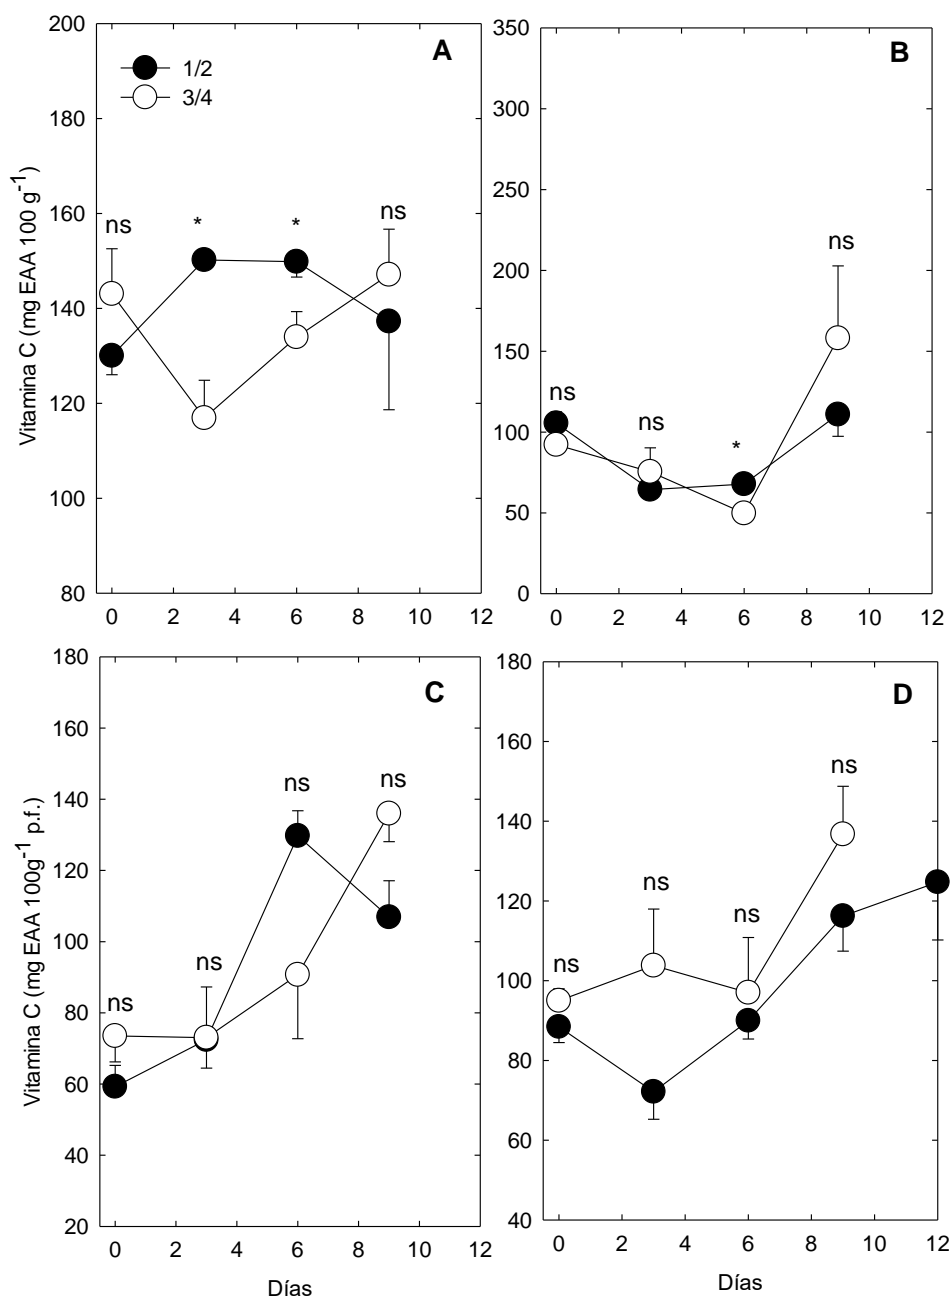 A
1/2
3/4
Vitamina C (mg EAA 100 g-1)
200
180
160
140
120
100
80
ns
*
*
ns
0 2 4 6 8 10 12
B
350
300
250
200
150
100
50
0
ns
ns
*
ns
0 2 4 6 8 10 12
C
Vitamina C (mg EAA 100g-1 p.f.)
180
160
140
120
100
80
60
40
20
ns
ns
ns
ns
0 2 4 6 8 10 12
Días
D
180
160
140
120
100
80
60
40
ns
ns
ns
ns
0 2 4 6 8 10 12
Días